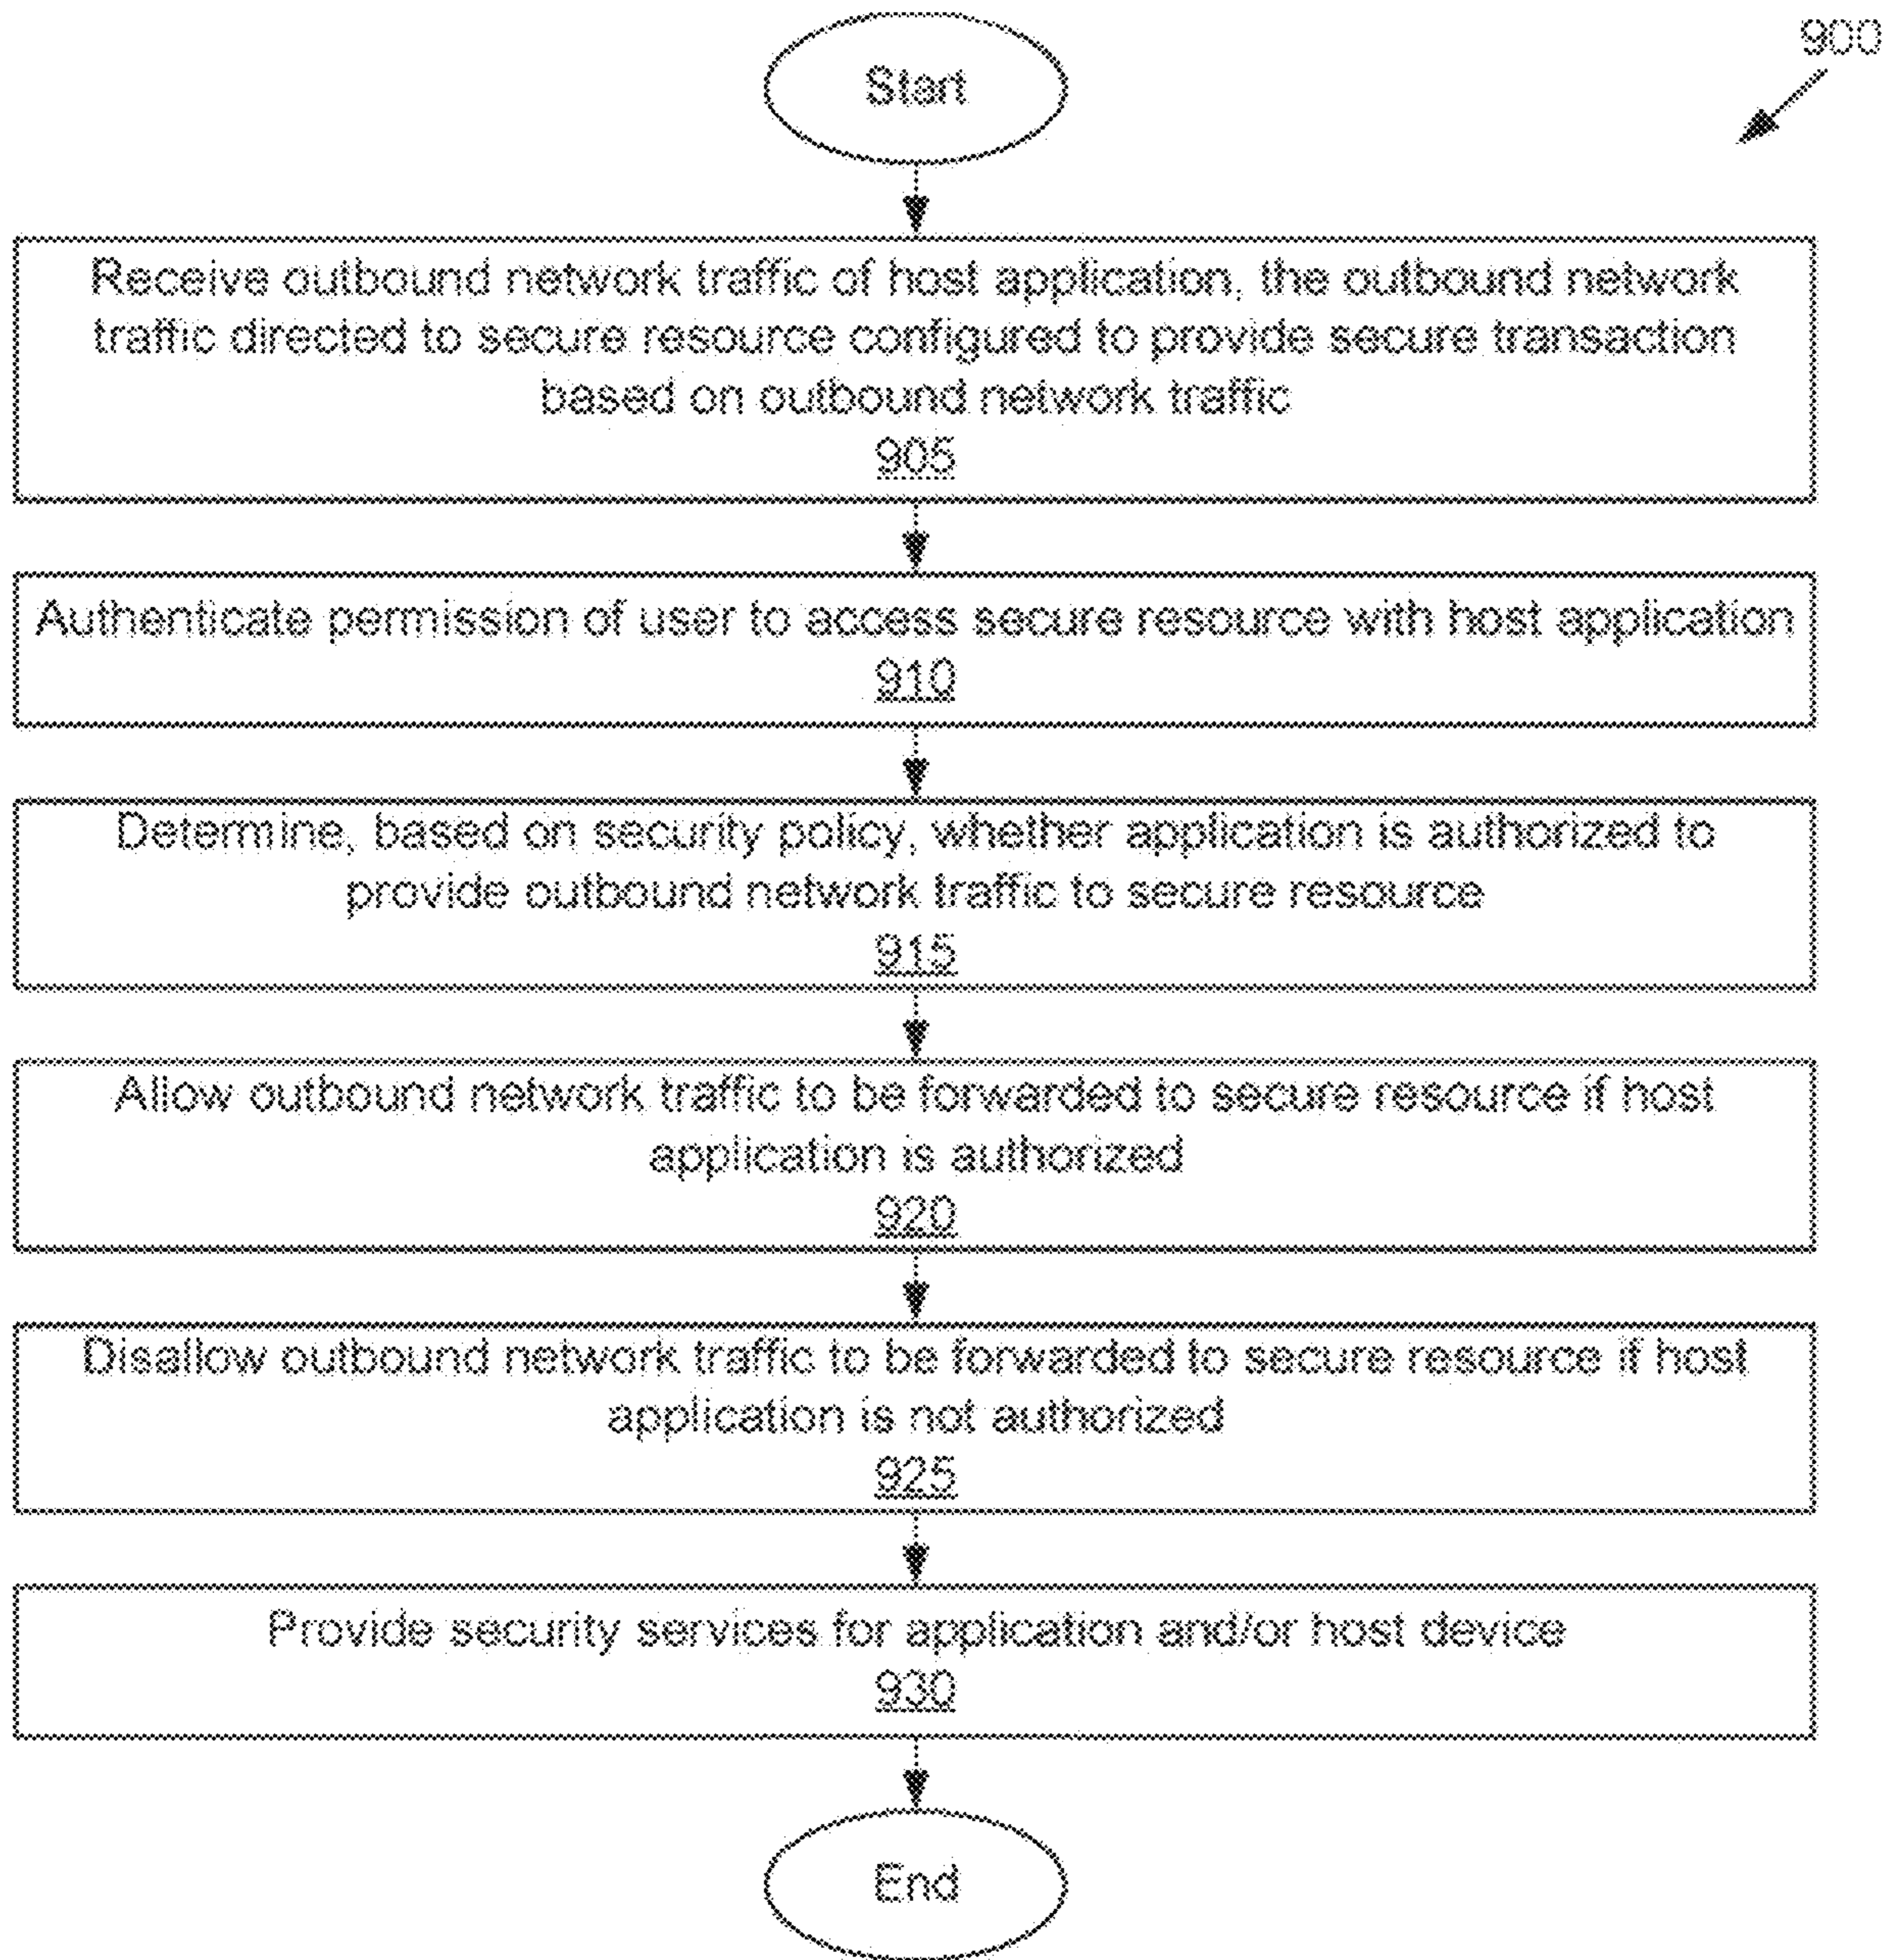 Start
900
Receive outbound network traffic of host application, the outbound network
traffic directed to secure resource configured to provide secure transaction
based on outbound network traffic
905
Authenticate permission of user to access secure resource with host application
910
Determine, based on security policy, whether application is authorized to
provide outbound network traffic to secure resource
915
Allow outbound network traffic to be forwarded to secure resource if host
application is authorized
920
Disallow outbound network traffic to be forwarded to secure resource if host
application is not authorized
925
Provide security services for application and/or host device
930
End